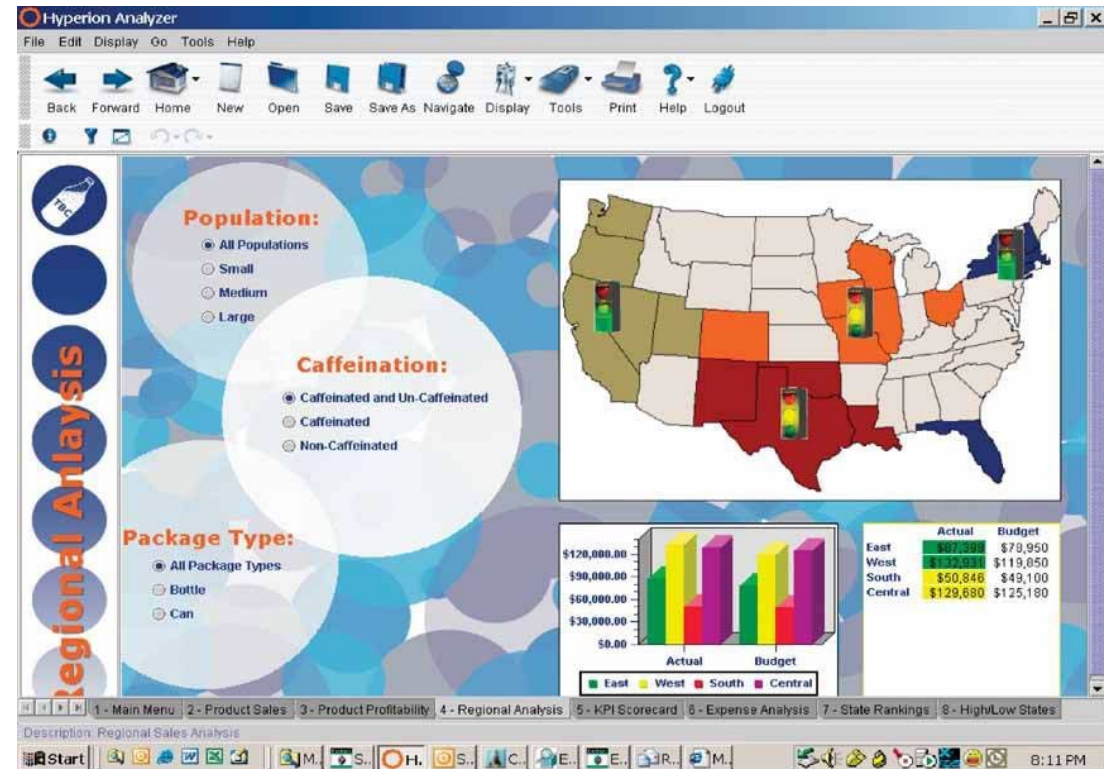 Hyperion Analyzer
File Edit Display Go Tools Help
Back Forward Home New Open Save Save As Navigate Display Tools Print Help Logout
TBC
Regional Anlaysis
Population:
All Populations
Small
Medium
Large
Caffeination:
Caffeinated and Un-Caffeinated
Caffeinated
Non-Caffeinated
Package Type:
All Package Types
Bottle
Can
$120,000.00
$90,000.00
$60,000.00
$30,000.00
$0.00
Actual Budget
East West South Central
Actual Budget
East $87,398 $79,950
West $132,931 $119,850
South $50,846 $49,100
Central $129,680 $125,180
1 - Main Menu 2 - Product Sales 3 - Product Profitability 4 - Regional Analysis 5 - KPI Scorecard 6 - Expense Analysis 7 - State Rankings 8 - High/Low States
Description: Regional Sales Analysis
Start M.. S.. H. S.. C.. E.. E.. R.. M.. 8:11 PM